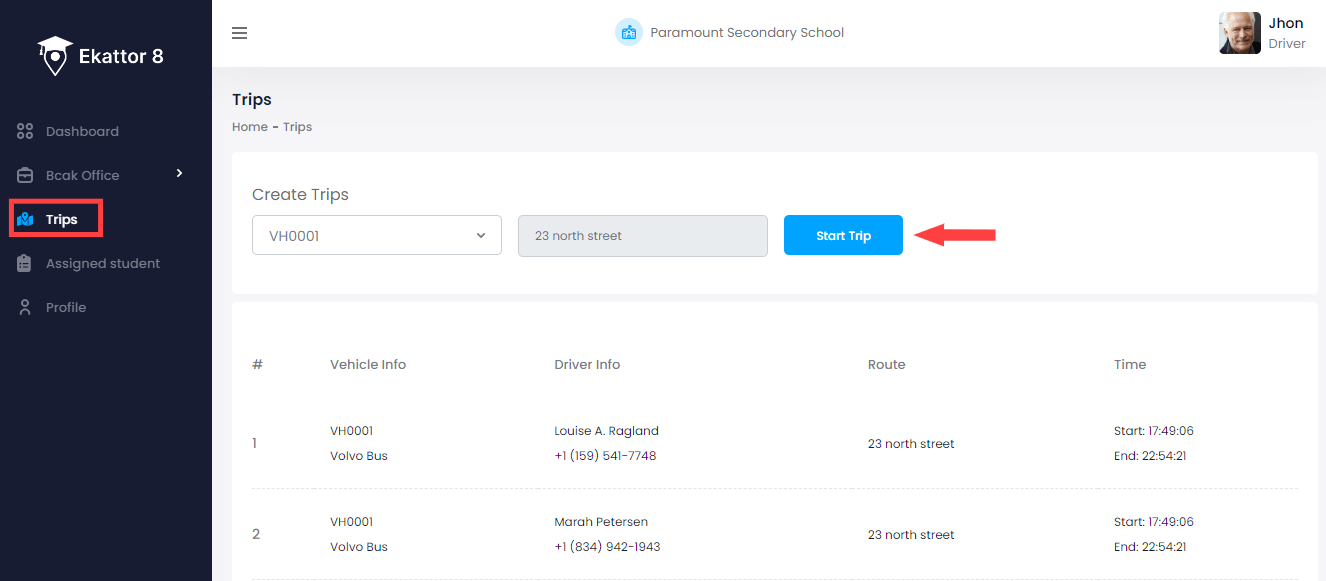 Ekattor 8
Dashboard
Bcak Office
Trips
Assigned student
Profile
Paramount Secondary School
Jhon
Driver
Trips
Home - Trips
Create Trips
VH0001
23 north street
Start Trip
# Vehicle Info Driver Info Route Time
1
VH0001
Volvo Bus
Louise A. Ragland
+1 (159) 541-7748
23 north street
Start: 17:49:06
End: 22:54:21
2
VH0001
Volvo Bus
Marah Petersen
+1 (834) 942-1943
23 north street
Start: 17:49:06
End: 22:54:21